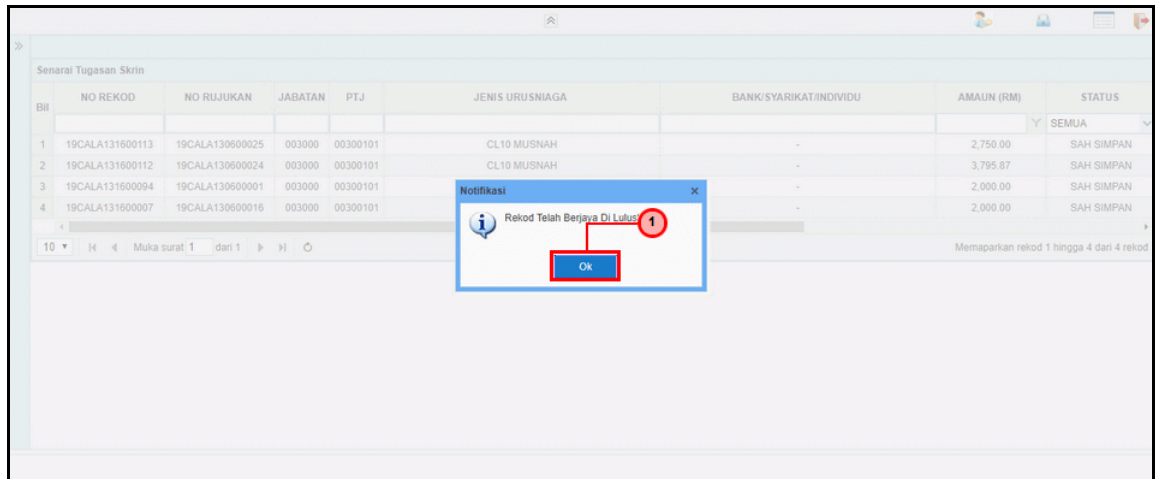 Senarai Tugasan Skrin
Bil NO REKOD NO RUJUKAN JABATAN PTJ JENIS URUSNIAGA BANK/SYARIKAT/INDIVIDU AMAUN (RM) STATUS
SEMUA
1 19CALA131600113 19CALA130600025 003000 00300101 CL10 MUSNAH - 2,750.00 SAH SIMPAN
2 19CALA131600112 19CALA130600024 003000 00300101 CL10 MUSNAH - 3,795.87 SAH SIMPAN
3 19CALA131600094 19CALA130600001 003000 00300101 - 2,000.00 SAH SIMPAN
4 19CALA131600007 19CALA130600016 003000 00300101 - 2,000.00 SAH SIMPAN
Notifikasi x
Rekod Telah Berjaya Di Lulus
1
Ok
10 Muka surat 1 dari 1 Memaparkan rekod 1 hingga 4 dari 4 rekod